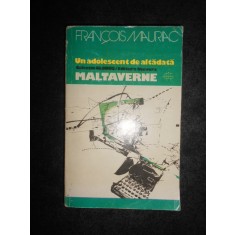 FRANÇOIS MAURIAC
Un adolescent de altădată
MALTAVERNE